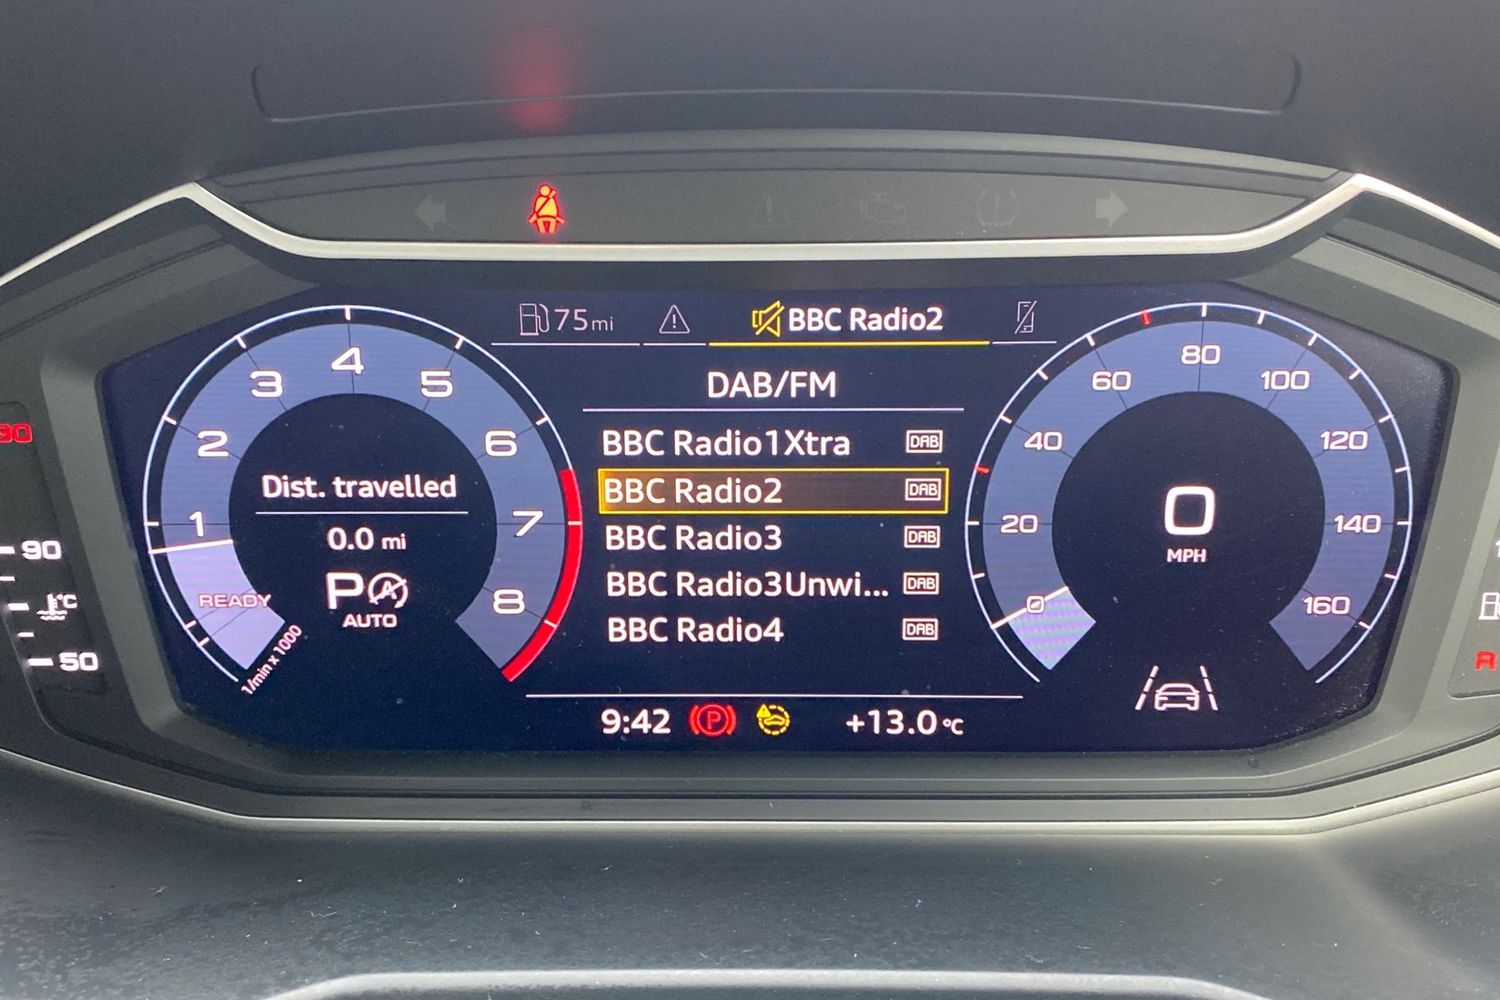 75 mi
BBC Radio2
DAB/FM
BBC Radio1Xtra DAB
BBC Radio2 DAB
BBC Radio3 DAB
BBC Radio3Unwi... DAB
BBC Radio4 DAB
9:42
P
+13.0 °C
1
2
3
4
5
6
7
8
READY
1/min x 1000
Dist. travelled
0.0 mi
P A
AUTO
0
20
40
60
80
100
120
140
160
0
MPH
90
°C
50